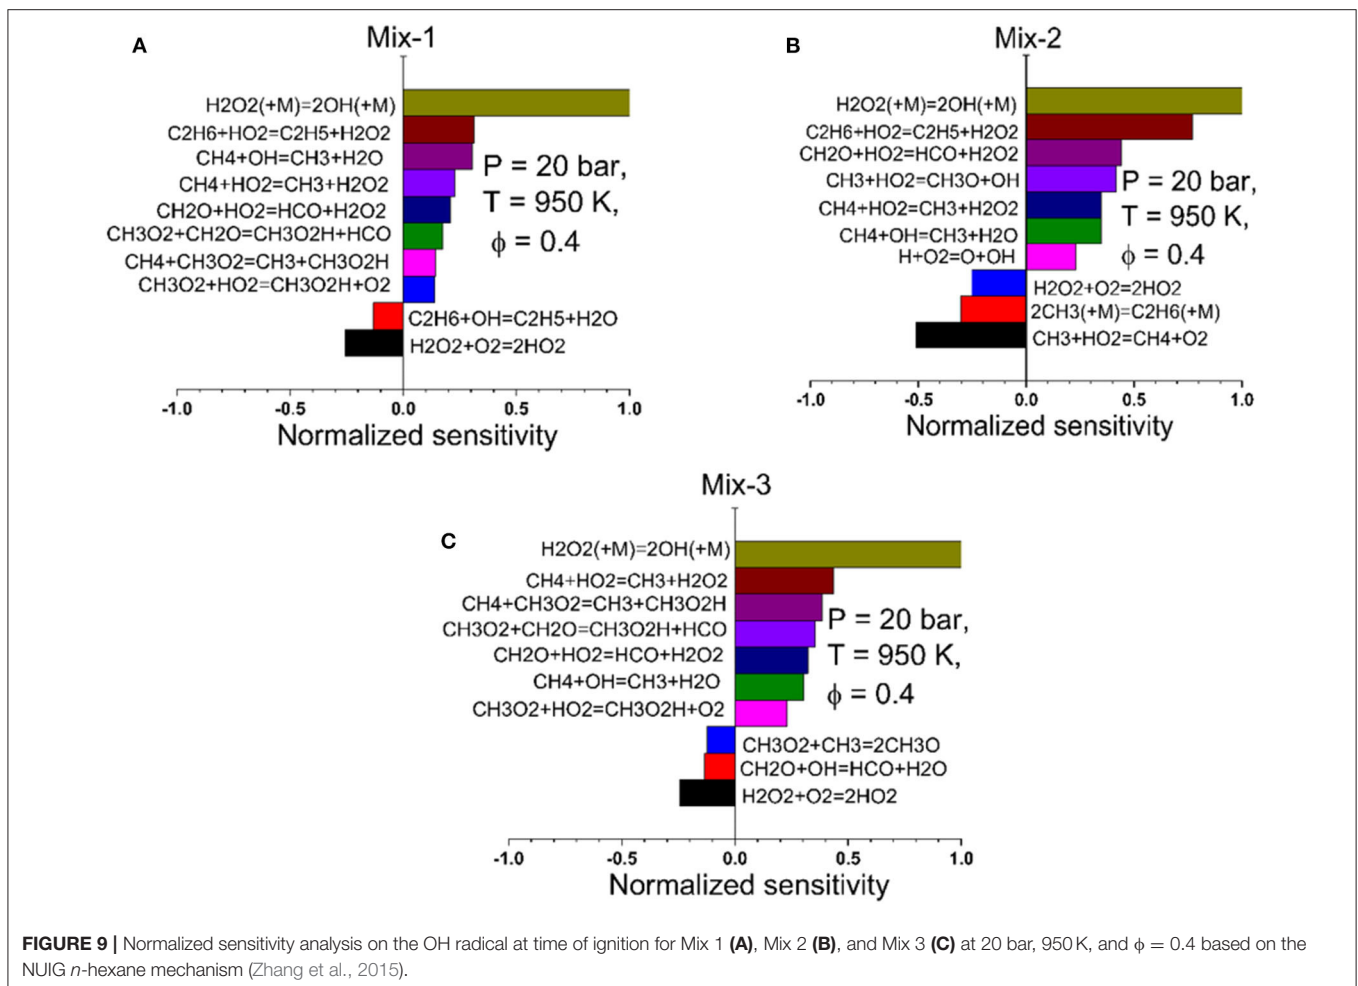 A
Mix-1
H2O2(+M)=2OH(+M)
C2H6+HO2=C2H5+H2O2
CH4+OH=CH3+H2O
CH4+HO2=CH3+H2O2
CH2O+HO2=HCO+H2O2
CH3O2+CH2O=CH3O2H+HCO
CH4+CH3O2=CH3+CH3O2H
CH3O2+HO2=CH3O2H+O2
C2H6+OH=C2H5+H2O
H2O2+O2=2HO2
P = 20 bar,
T = 950 K,
ϕ = 0.4
-1.0 -0.5 0.0 0.5 1.0
Normalized sensitivity
B
Mix-2
H2O2(+M)=2OH(+M)
C2H6+HO2=C2H5+H2O2
CH2O+HO2=HCO+H2O2
CH3+HO2=CH3O+OH
CH4+HO2=CH3+H2O2
CH4+OH=CH3+H2O
H+O2=O+OH
H2O2+O2=2HO2
2CH3(+M)=C2H6(+M)
CH3+HO2=CH4+O2
P = 20 bar,
T = 950 K,
ϕ = 0.4
-1.0 -0.5 0.0 0.5 1.0
Normalized sensitivity
C
Mix-3
H2O2(+M)=2OH(+M)
CH4+HO2=CH3+H2O2
CH4+CH3O2=CH3+CH3O2H
CH3O2+CH2O=CH3O2H+HCO
CH2O+HO2=HCO+H2O2
CH4+OH=CH3+H2O
CH3O2+HO2=CH3O2H+O2
CH3O2+CH3=2CH3O
CH2O+OH=HCO+H2O
H2O2+O2=2HO2
P = 20 bar,
T = 950 K,
ϕ = 0.4
-1.0 -0.5 0.0 0.5 1.0
Normalized sensitivity
FIGURE 9 | Normalized sensitivity analysis on the OH radical at time of ignition for Mix 1 (A), Mix 2 (B), and Mix 3 (C) at 20 bar, 950 K, and ϕ = 0.4 based on the
NUIG n-hexane mechanism (Zhang et al., 2015).